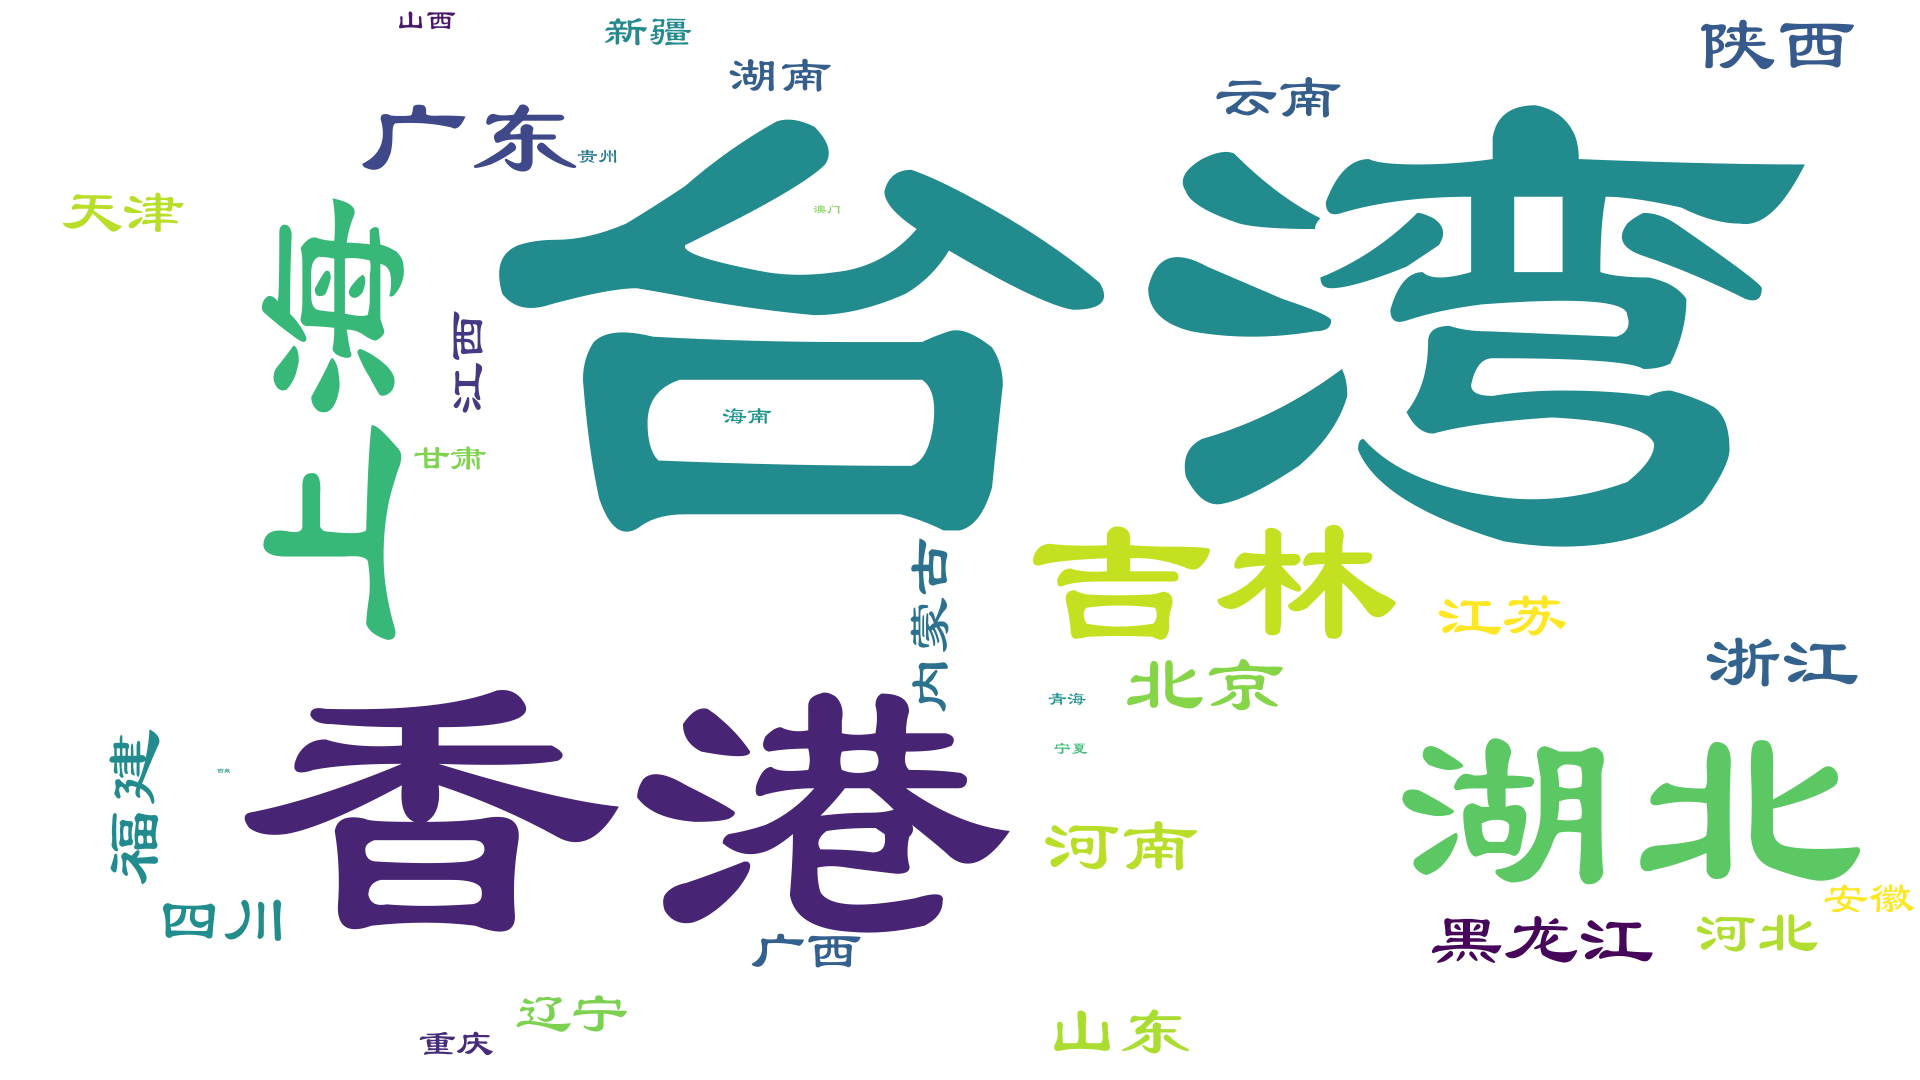 山西
新疆
陕西
湖南
云南
广东
贵州
天津
澳门
台湾
上海
江西
海南
甘肃
内蒙古
吉林
江苏
浙江
北京
青海
宁夏
福建
西藏
香港
湖北
河南
安徽
四川
黑龙江
河北
广西
辽宁
重庆
山东